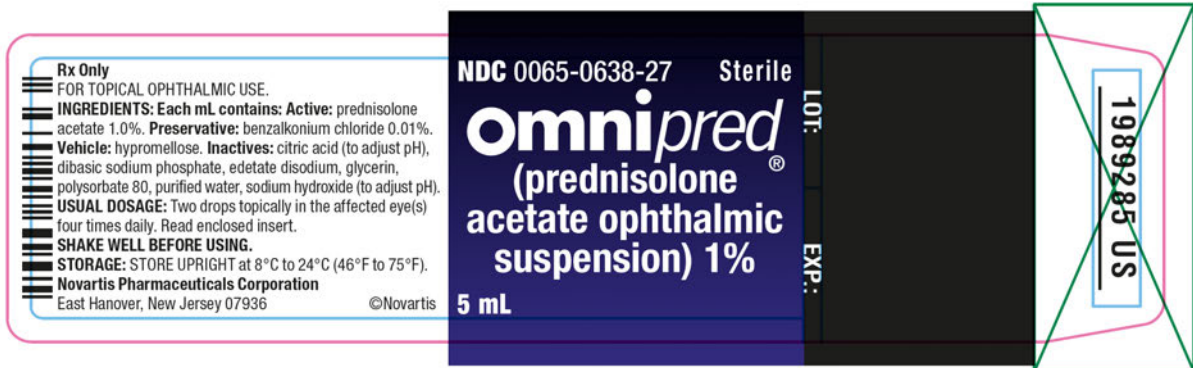 Rx Only
FOR TOPICAL OPHTHALMIC USE.
INGREDIENTS: Each mL contains: Active: prednisolone
acetate 1.0%. Preservative: benzalkonium chloride 0.01%.
Vehicle: hypromellose. Inactives: citric acid (to adjust pH),
dibasic sodium phosphate, edetate disodium, glycerin,
polysorbate 80, purified water, sodium hydroxide (to adjust pH).
USUAL DOSAGE: Two drops topically in the affected eye(s)
four times daily. Read enclosed insert.
SHAKE WELL BEFORE USING.
STORAGE: STORE UPRIGHT at 8°C to 24°C (46°F to 75°F).
Novartis Pharmaceuticals Corporation
East Hanover, New Jersey 07936 ©Novartis
NDC 0065-0638-27 Sterile
omnipred®
(prednisolone
acetate ophthalmic
suspension) 1%
5 mL
LOT:
EXP.:
1989285 US